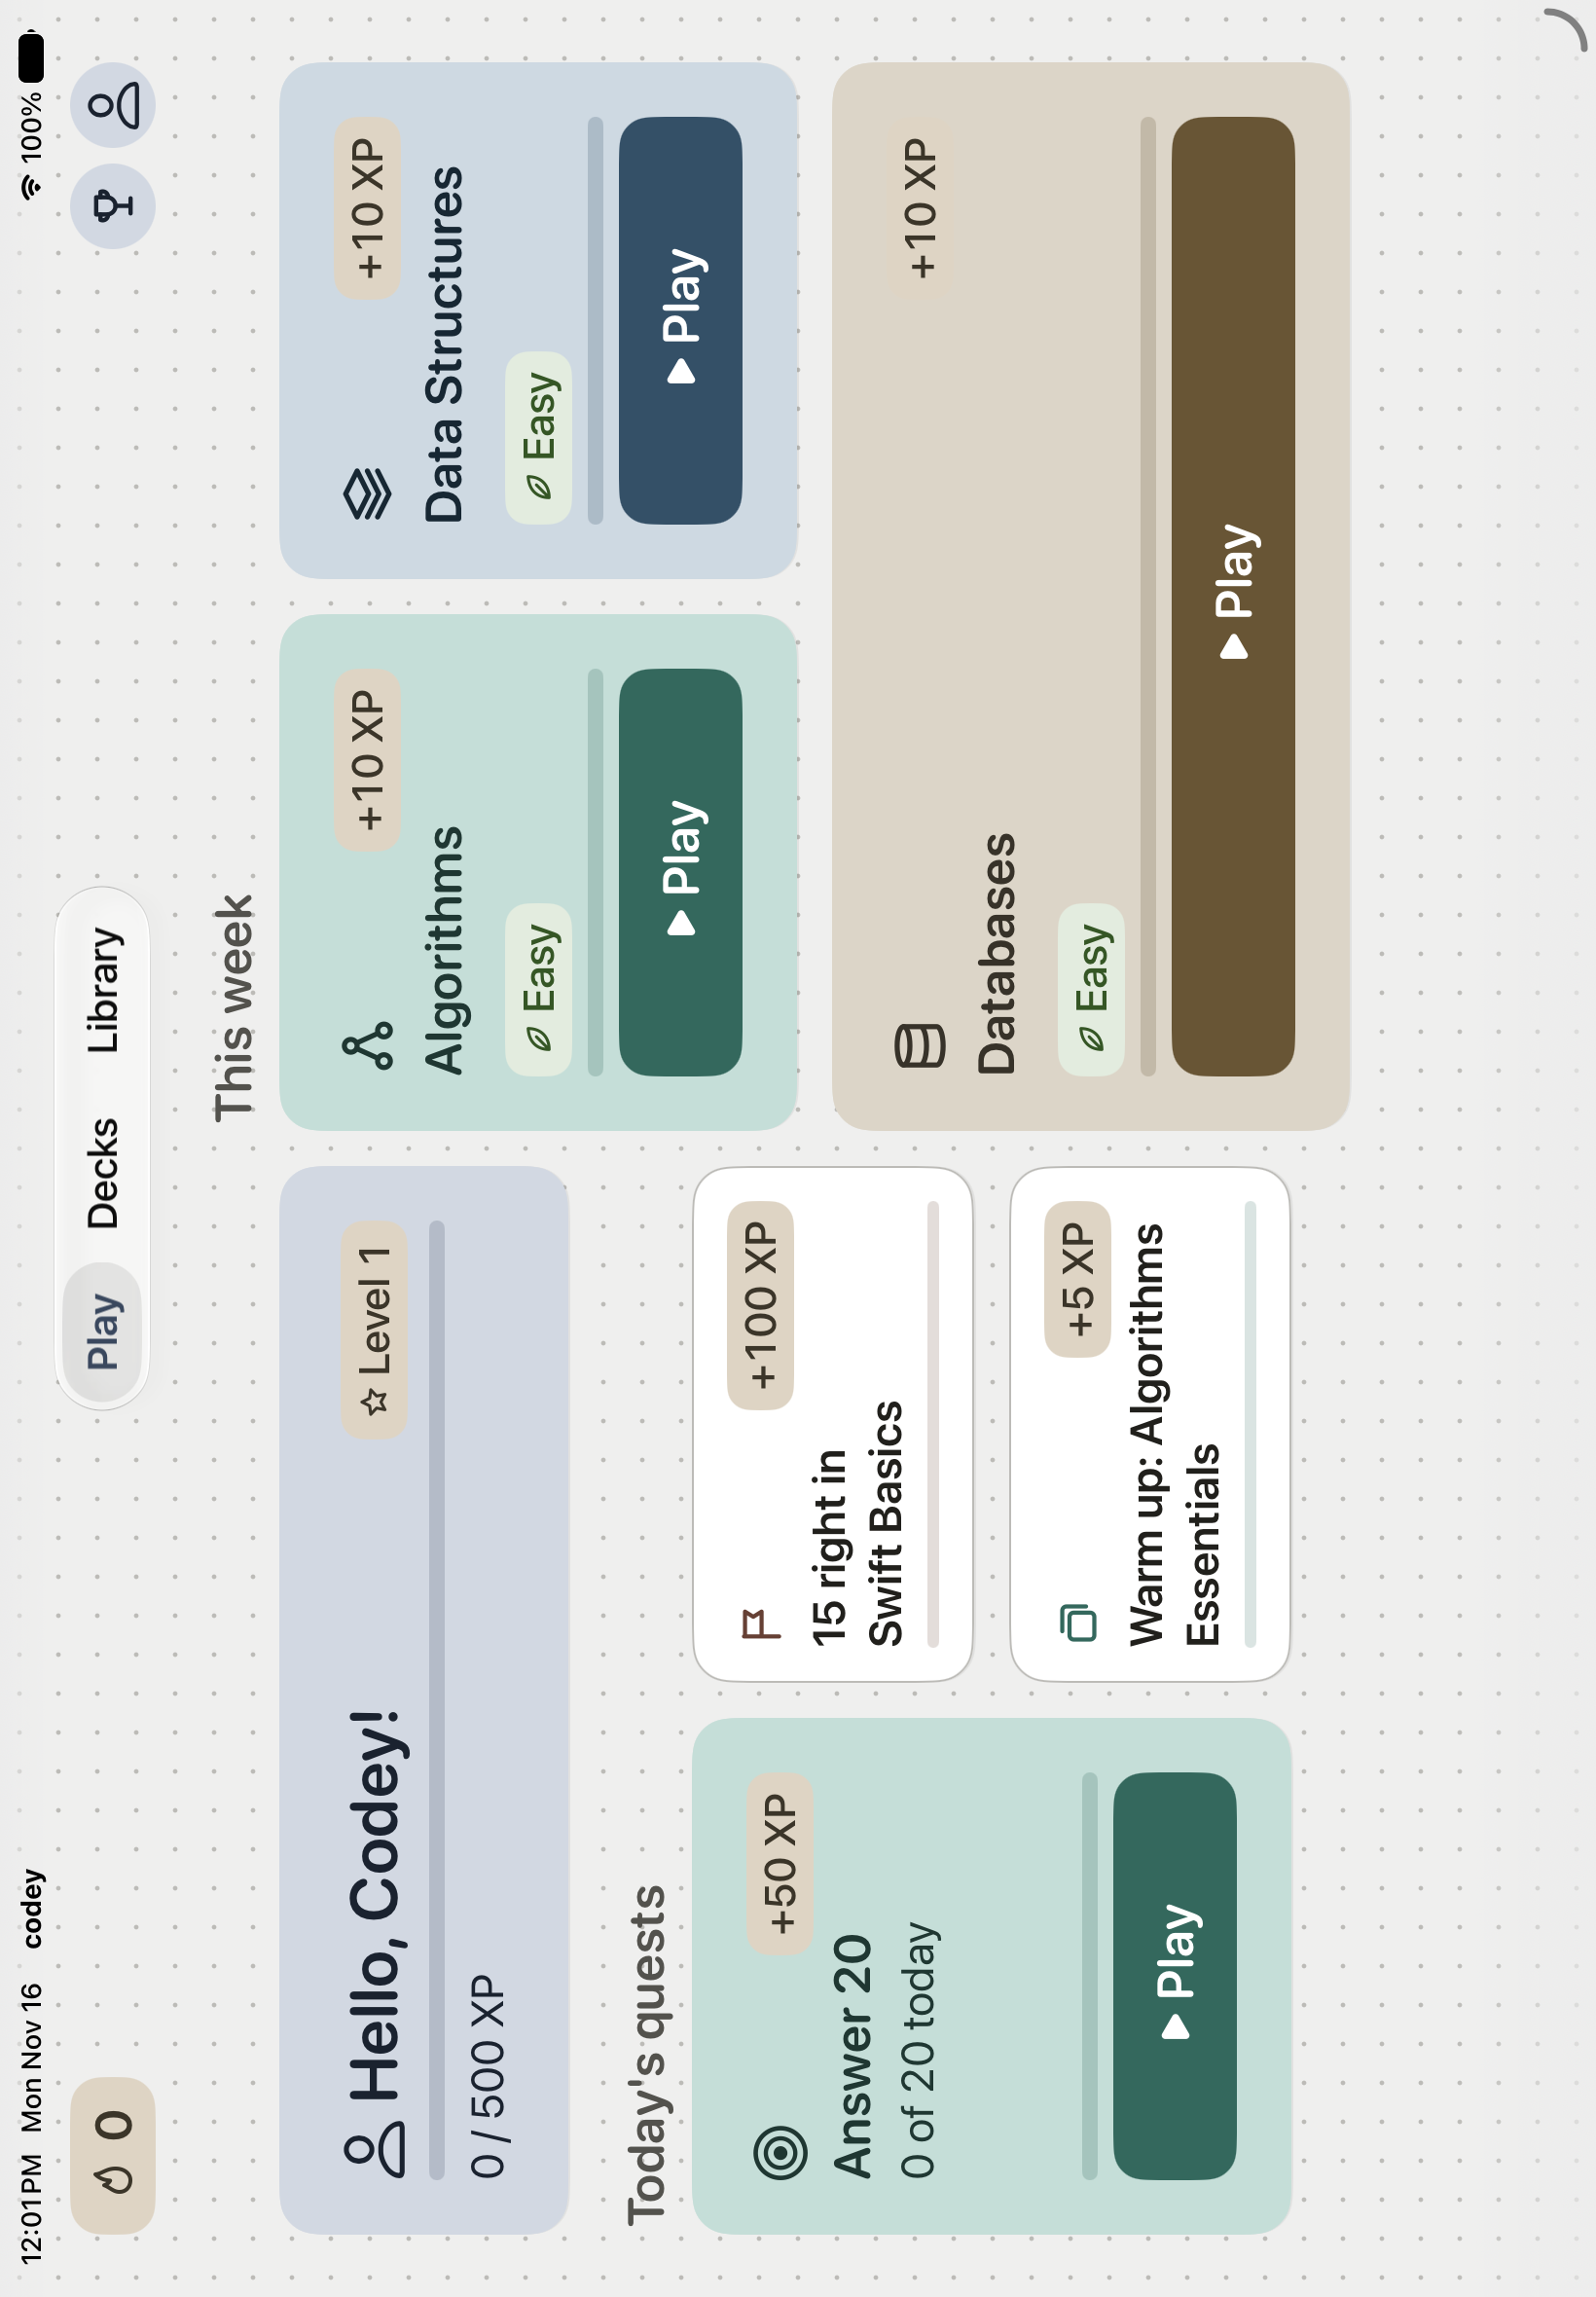 12:01 PM Mon Nov 16 codey
100%
0
Play Decks Library
Hello, Codey!
Level 1
0 / 500 XP
Today's quests
+50 XP
Answer 20
0 of 20 today
Play
+100 XP
15 right in
Swift Basics
+5 XP
Warm up: Algorithms
Essentials
This week
+10 XP
Algorithms
Easy
Play
+10 XP
Data Structures
Easy
Play
+10 XP
Databases
Easy
Play